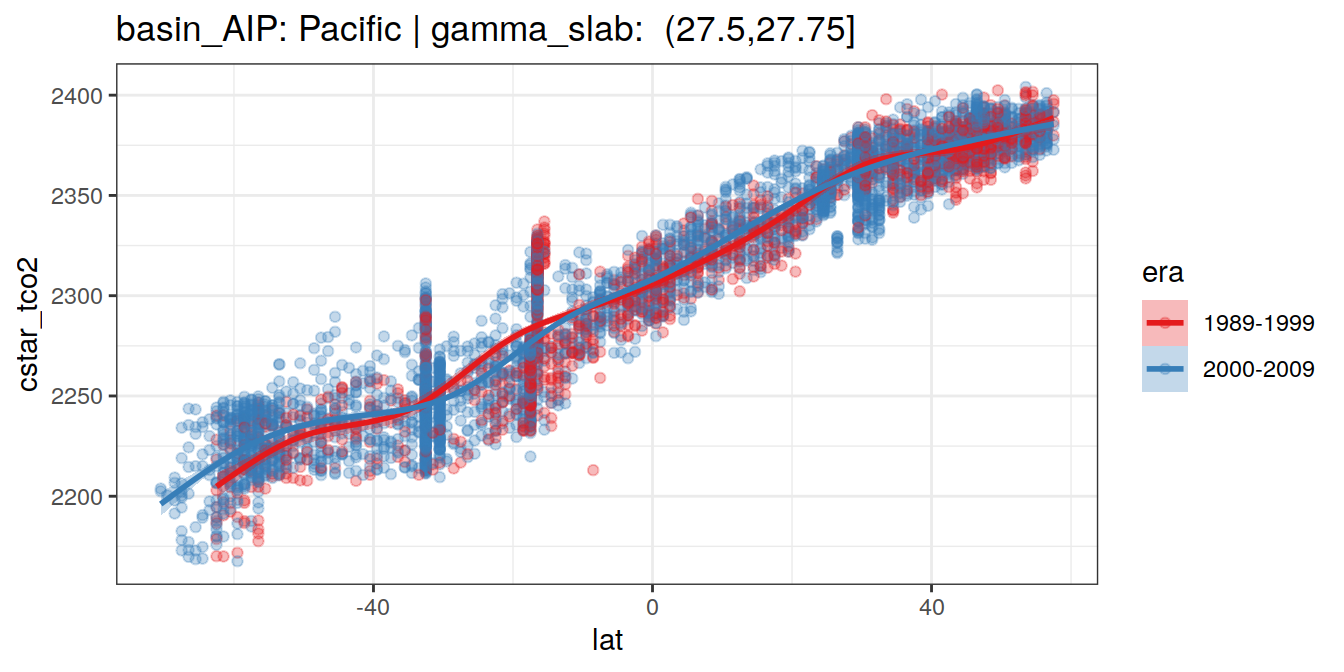 basin_AIP: Pacific | gamma_slab:  (27.5,27.75]
2400
2350
2300
2250
2200
cstar_tco2
-40
0
40
lat
era
1989-1999
2000-2009